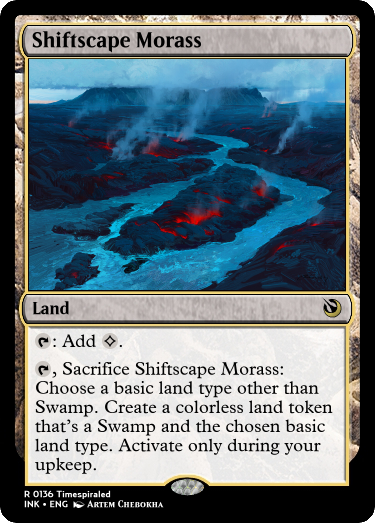 Shiftscape Morass
Land
: Add .
, Sacrifice Shiftscape Morass:
Choose a basic land type other than
Swamp. Create a colorless land token
that's a Swamp and the chosen basic
land type. Activate only during your
upkeep.
R 0136 Timespiraled
INK • ENG Artem Chebokha